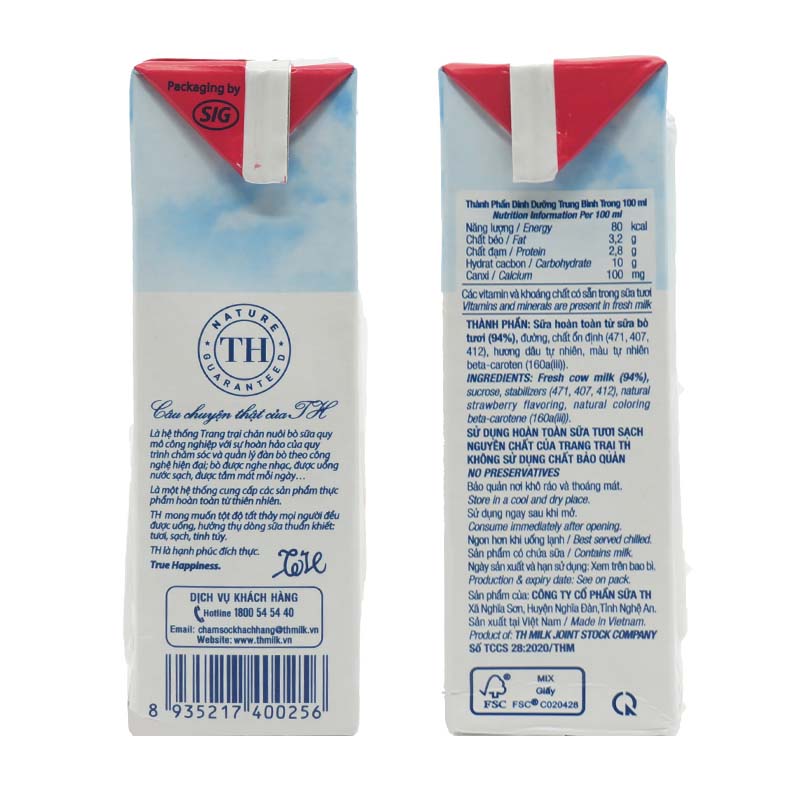 Packaging by
SIG
NATURE
TH
GUARANTEED
Câu chuyện thật của TH
Là hệ thống Trang trại chăn nuôi bò sữa quy
mô công nghiệp với sự hoàn hảo của quy
trình chăm sóc và quản lý đàn bò theo công
nghệ hiện đại; bò được nghe nhạc, được uống
nước sạch, được tắm mát mỗi ngày...
Là một hệ thống cung cấp các sản phẩm thực
phẩm hoàn toàn từ thiên nhiên.
TH mong muốn tột độ tất thảy mọi người đều
được uống, hưởng thụ dòng sữa thuần khiết:
tươi, sạch, tinh túy.
TH là hạnh phúc đích thực.
True Happiness.
DỊCH VỤ KHÁCH HÀNG
Hotline 1800 54 54 40
Email: chamsockhachhang@thmilk.vn
Website: www.thmilk.vn
8 935217 400256
Thành Phần Dinh Dưỡng Trung Bình Trong 100 ml
Nutrition Information Per 100 ml
Năng lượng / Energy 80 kcal
Chất béo / Fat 3,2 g
Chất đạm / Protein 2,8 g
Hydrat cacbon / Carbohydrate 10 g
Canxi / Calcium 100 mg
Các vitamin và khoáng chất có sẵn trong sữa tươi
Vitamins and minerals are present in fresh milk
THÀNH PHẦN: Sữa hoàn toàn từ sữa bò
tươi (94%), đường, chất ổn định (471, 407,
412), hương dâu tự nhiên, màu tự nhiên
beta-caroten (160a(iii)).
INGREDIENTS: Fresh cow milk (94%),
sucrose, stabilizers (471, 407, 412), natural
strawberry flavoring, natural coloring
beta-carotene (160a(iii)).
SỬ DỤNG HOÀN TOÀN SỮA TƯƠI SẠCH
NGUYÊN CHẤT CỦA TRANG TRẠI TH
KHÔNG SỬ DỤNG CHẤT BẢO QUẢN
NO PRESERVATIVES
Bảo quản nơi khô ráo và thoáng mát.
Store in a cool and dry place.
Sử dụng ngay sau khi mở.
Consume immediately after opening.
Ngon hơn khi uống lạnh / Best served chilled.
Sản phẩm có chứa sữa / Contains milk.
Ngày sản xuất và hạn sử dụng: Xem trên bao bì.
Production & expiry date: See on pack.
Sản phẩm của: CÔNG TY CỔ PHẦN SỮA TH
Xã Nghĩa Sơn, Huyện Nghĩa Đàn, Tỉnh Nghệ An.
Sản xuất tại Việt Nam / Made in Vietnam.
Product of: TH MILK JOINT STOCK COMPANY
Số TCCS 28:2020/THM
MIX
Giấy
FSC® FSC® C020428